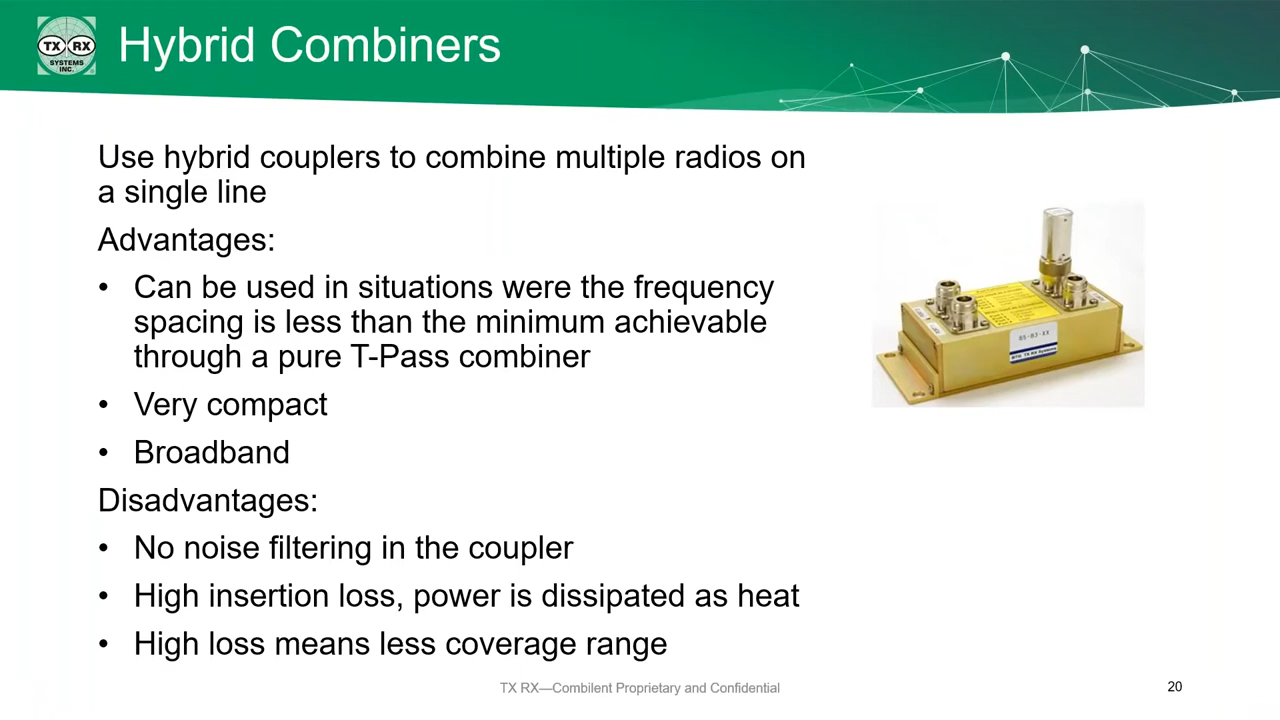 TX RX
SYSTEMS
INC.
Hybrid Combiners
Use hybrid couplers to combine multiple radios on
a single line
Advantages:
• Can be used in situations were the frequency
spacing is less than the minimum achievable
through a pure T-Pass combiner
• Very compact
• Broadband
Disadvantages:
• No noise filtering in the coupler
• High insertion loss, power is dissipated as heat
• High loss means less coverage range
TX RX—Combilent Proprietary and Confidential
20